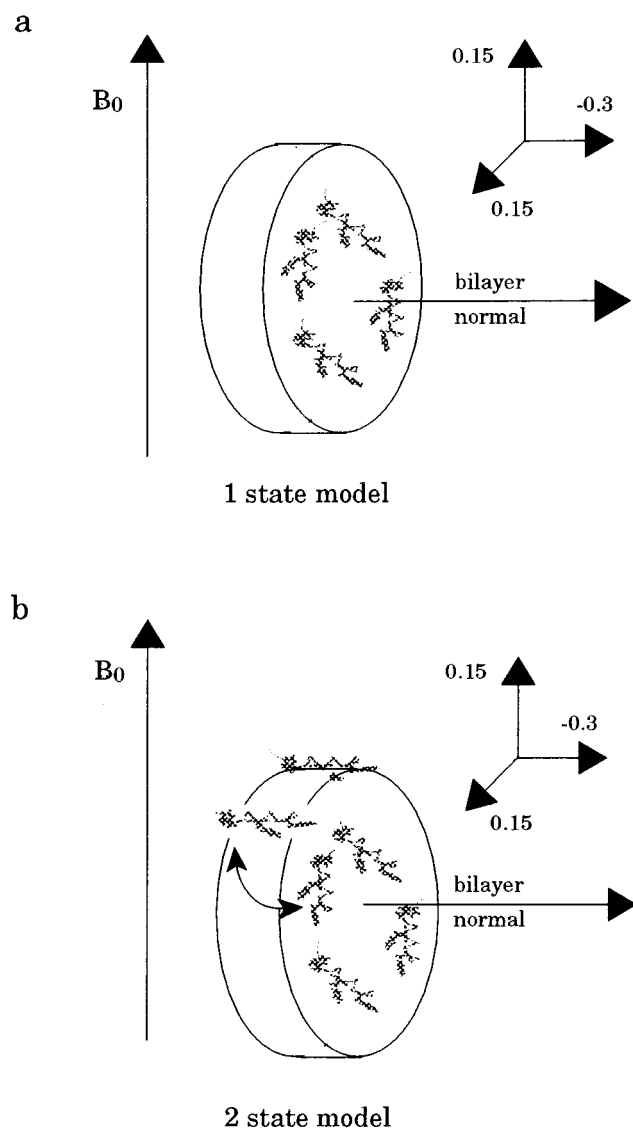 a
B₀
0.15
-0.3
0.15
bilayer
normal
1 state model
b
B₀
0.15
-0.3
0.15
bilayer
normal
2 state model